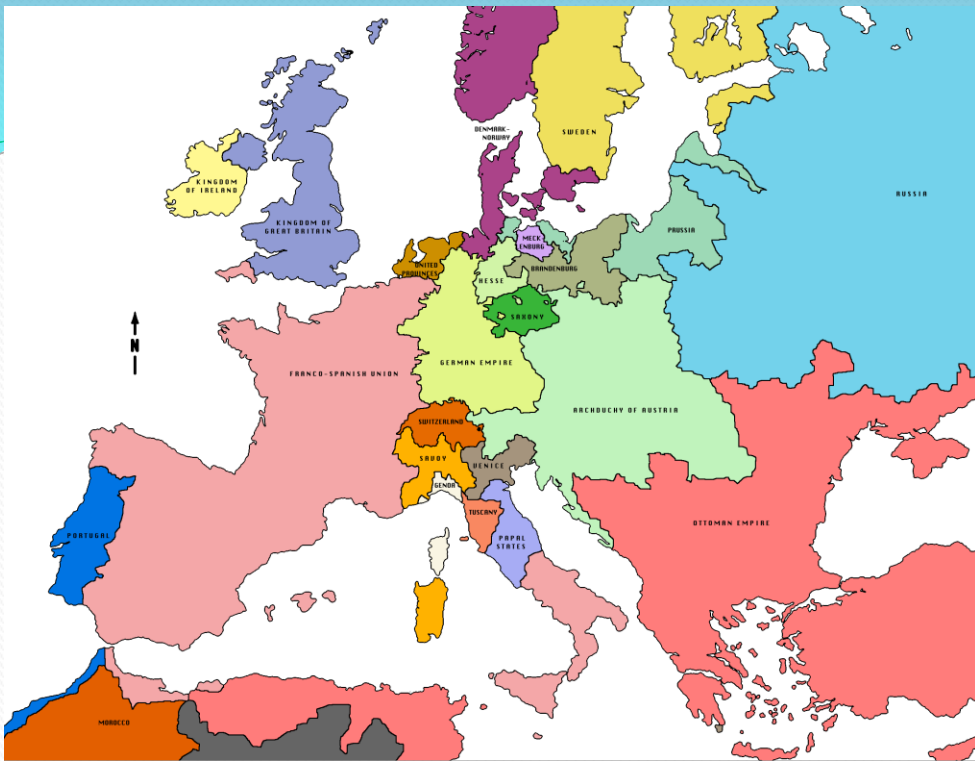 DENMARK-
NORWAY
SWEDEN
KINGDOM
OF IRELAND
RUSSIA
KINGDOM OF
GREAT BRITAIN
PRUSSIA
MECK
ENBURG
UNITED
PROVINCES
BRANDENBURG
HESSE
SAXONY
N
GERMAN EMPIRE
FRANCO-SPANISH UNION
ARCHDUCHY OF AUSTRIA
SWITZERLAND
SAVOY
VENICE
GENOA
TUSCANY
OTTOMAN EMPIRE
PORTUGAL
PAPAL
STATES
MOROCCO